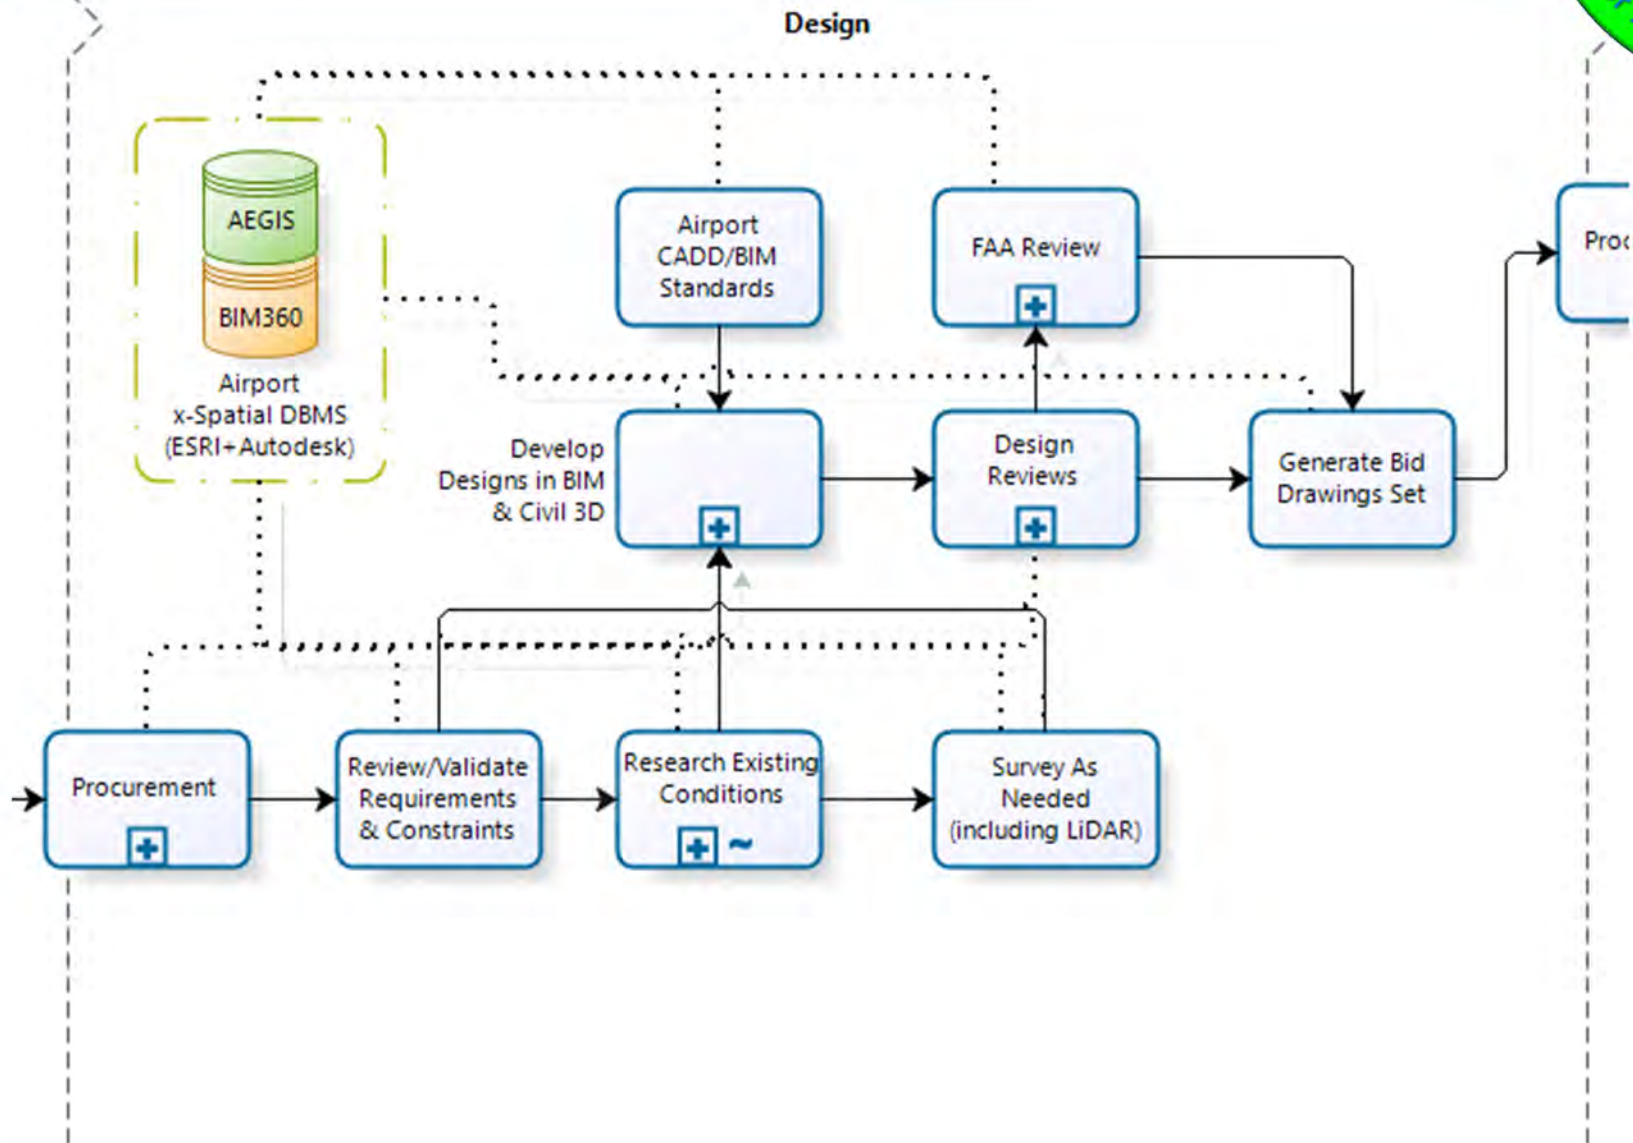 Design
AEGIS
BIM360
Airport
x-Spatial DBMS
(ESRI+Autodesk)
Airport
CADD/BIM
Standards
FAA Review
Develop
Designs in BIM
& Civil 3D
Design
Reviews
Generate Bid
Drawings Set
Procurement
Review/Validate
Requirements
& Constraints
Research Existing
Conditions
Survey As
Needed
(including LiDAR)